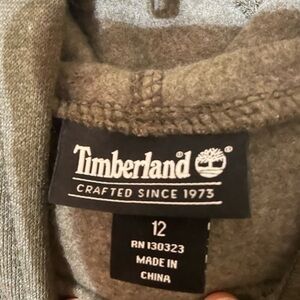 Timberland®
CRAFTED SINCE 1973
12
RN 130323
MADE IN
CHINA